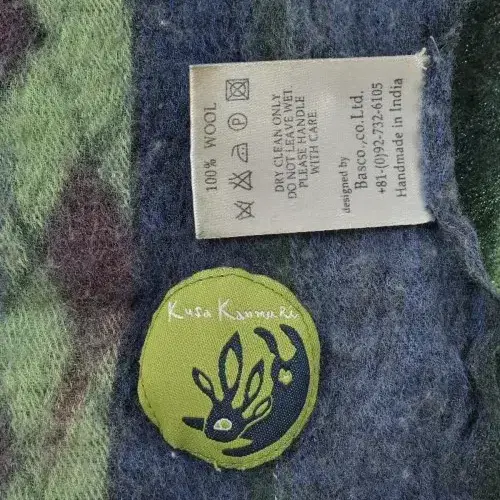 100% WOOL
DRY CLEAN ONLY
DO NOT LEAVE WET
PLEASE HANDLE
WITH CARE
designed by
Basco.,co.Ltd.
+81-(0)92-732-6105
Handmade in India
Kusa Kanmuri